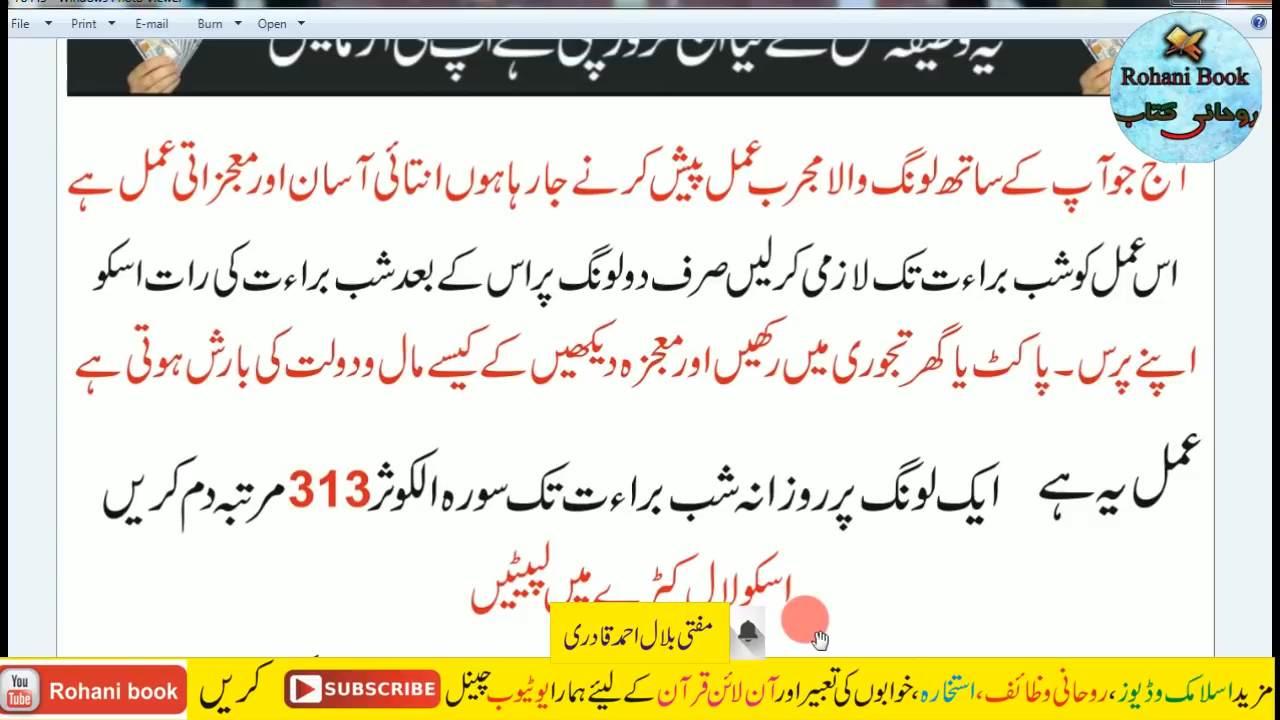 File Print E-mail Burn Open
Rohani Book
روحانی کتاب
آج جو آپ کے ساتھ لونگ والا مجرب عمل پیش کرنے جا رہا ہوں انتائی آسان اور معجزاتی عمل ہے
اس عمل کو شب براءت تک لازمی کرلیں صرف دو لونگ پر اس کے بعد شب براءت کی رات اسکو
اپنے پرس ۔ پاکٹ یا گھر تجوری میں رکھیں اور معجزہ دیکھیں کے کیسے مال و دولت کی بارش ہوتی ہے
عمل یہ ہے ایک لونگ پر روزانہ شب براءت تک سورہ الکوثر 313 مرتبہ دم کریں
اسکو لال کپڑے میں لپیٹیں
مفتی بلال احمد قادری
مزید اسلامک وڈیوز، روحانی وظائف، استخارہ، خوابوں کی تعبیر اور آن لائن قرآن کے لیئے ہمارا یوٹیوب چینل SUBSCRIBE کریں
You Tube Rohani book